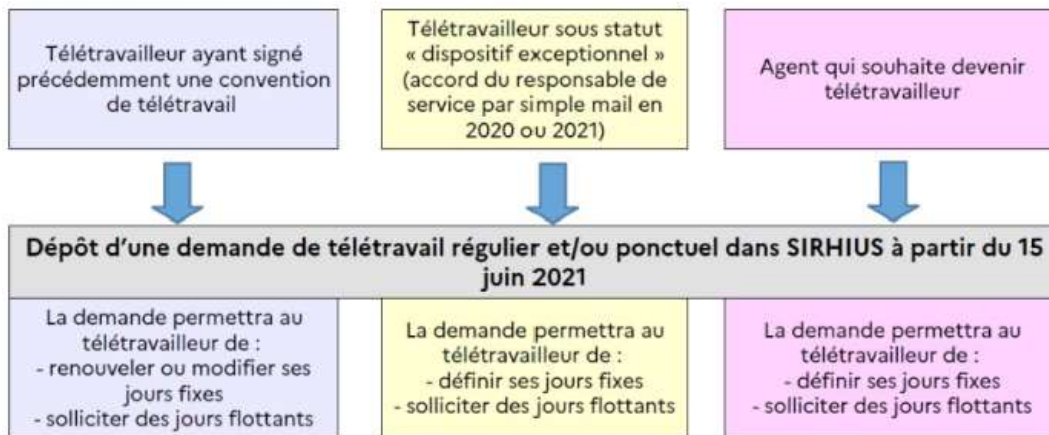 Télétravailleur ayant signé
précédemment une convention
de télétravail
Télétravailleur sous statut
« dispositif exceptionnel »
(accord du responsable de
service par simple mail en
2020 ou 2021)
Agent qui souhaite devenir
télétravailleur
Dépôt d’une demande de télétravail régulier et/ou ponctuel dans SIRHIUS à partir du 15
juin 2021
La demande permettra au
télétravailleur de :
- renouveler ou modifier ses
jours fixes
- solliciter des jours flottants
La demande permettra au
télétravailleur de :
- définir ses jours fixes
- solliciter des jours flottants
La demande permettra au
télétravailleur de :
- définir ses jours fixes
- solliciter des jours flottants